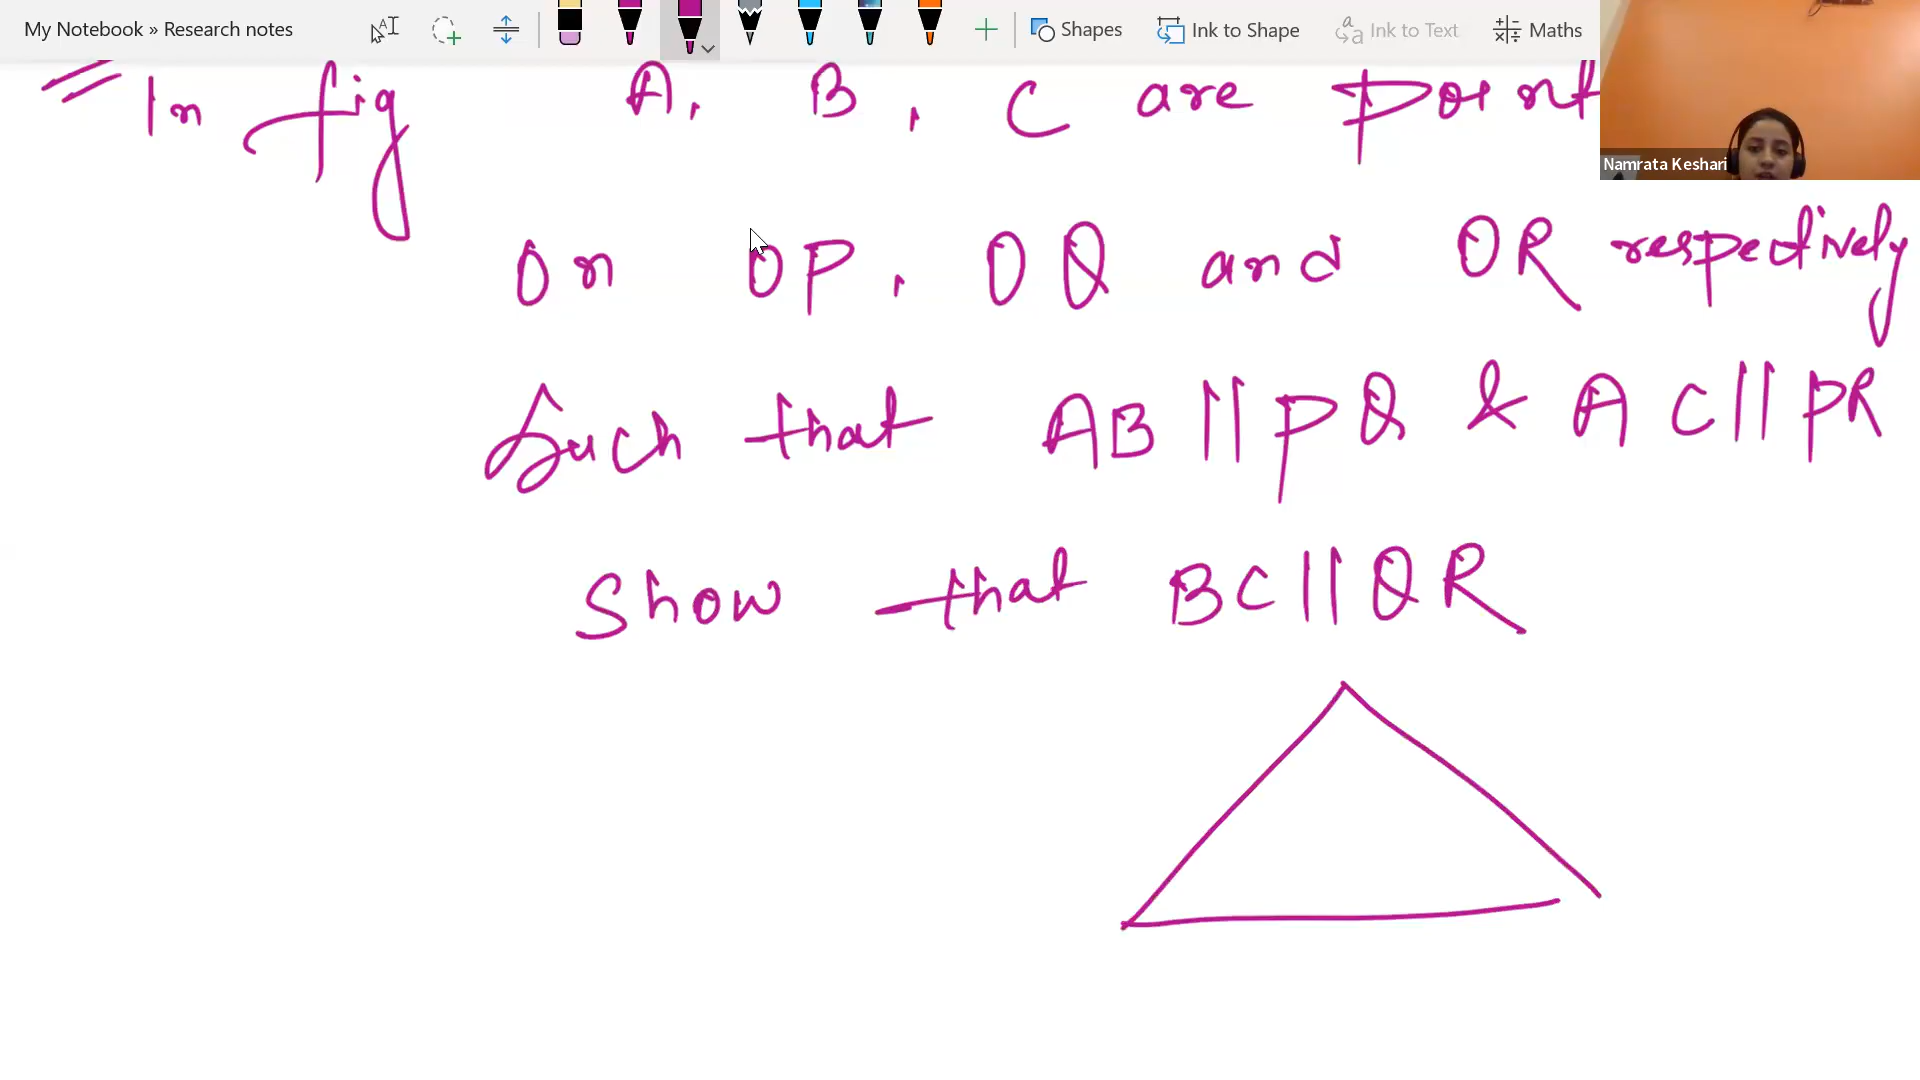 My Notebook » Research notes
Shapes Ink to Shape Ink to Text Maths
In fig A, B, C are point
Namrata Keshari
on OP, OQ and OR respectively
Such that AB || PQ & AC || PR
Show that BC || QR